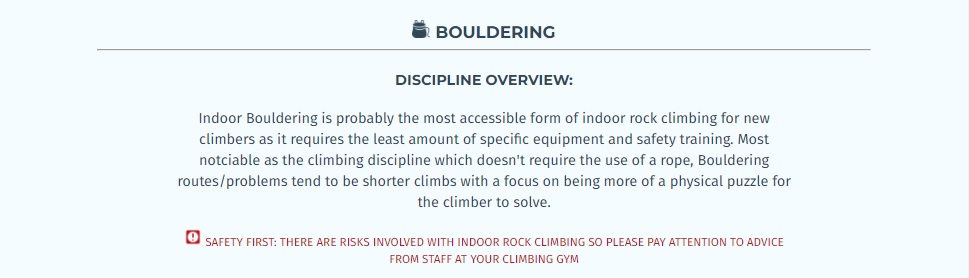 BOULDERING
DISCIPLINE OVERVIEW:
Indoor Bouldering is probably the most accessible form of indoor rock climbing for new
climbers as it requires the least amount of specific equipment and safety training. Most
notciable as the climbing discipline which doesn't require the use of a rope, Bouldering
routes/problems tend to be shorter climbs with a focus on being more of a physical puzzle for
the climber to solve.
SAFETY FIRST: THERE ARE RISKS INVOLVED WITH INDOOR ROCK CLIMBING SO PLEASE PAY ATTENTION TO ADVICE
FROM STAFF AT YOUR CLIMBING GYM